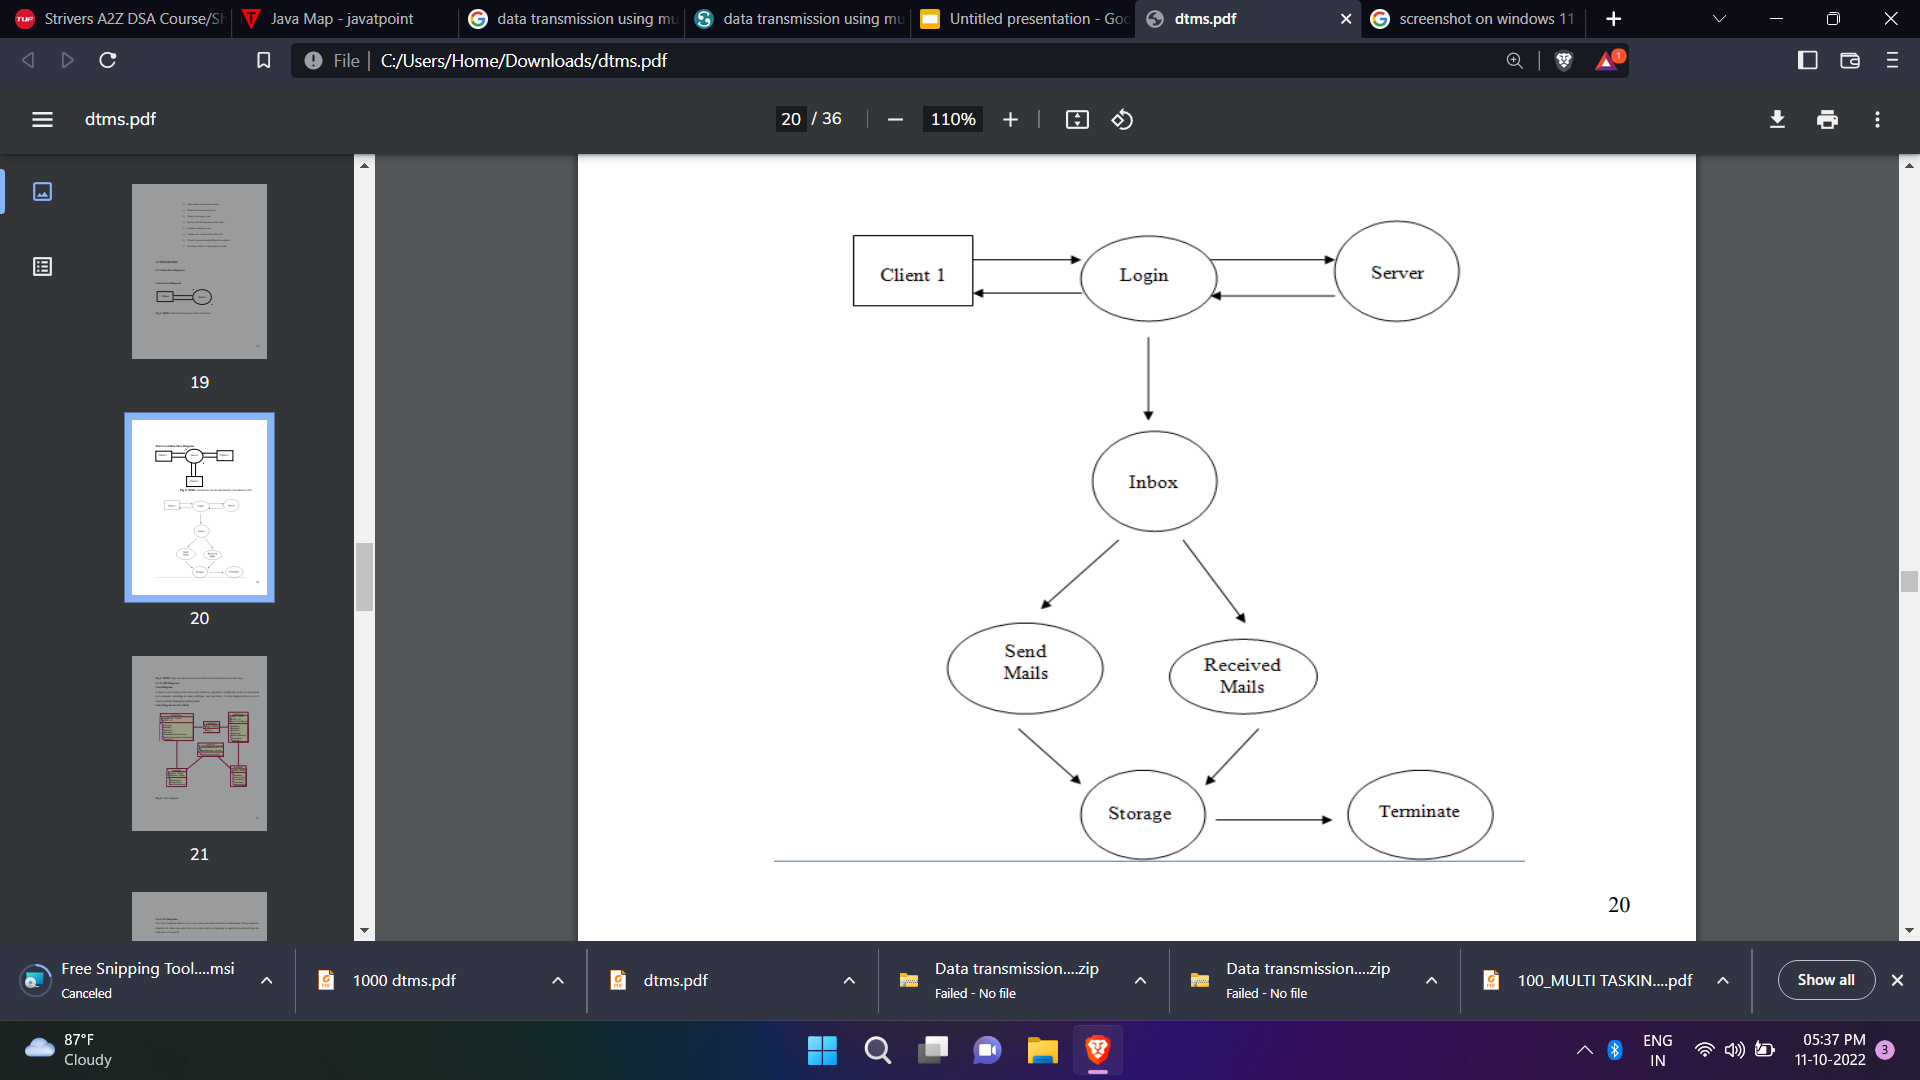 Strivers A2Z DSA Course/Sh
Java Map - javatpoint
data transmission using mu
data transmission using mu
Untitled presentation - Goo
dtms.pdf
screenshot on windows 11
File
C:/Users/Home/Downloads/dtms.pdf
1
dtms.pdf
20 / 36
110%
19
20
21
Client 1
Login
Server
Inbox
Send
Mails
Received
Mails
Storage
Terminate
20
Free Snipping Tool....msi
Canceled
1000 dtms.pdf
dtms.pdf
Data transmission....zip
Failed - No file
Data transmission....zip
Failed - No file
100_MULTI TASKIN....pdf
Show all
87°F
Cloudy
ENG
IN
05:37 PM
11-10-2022
3